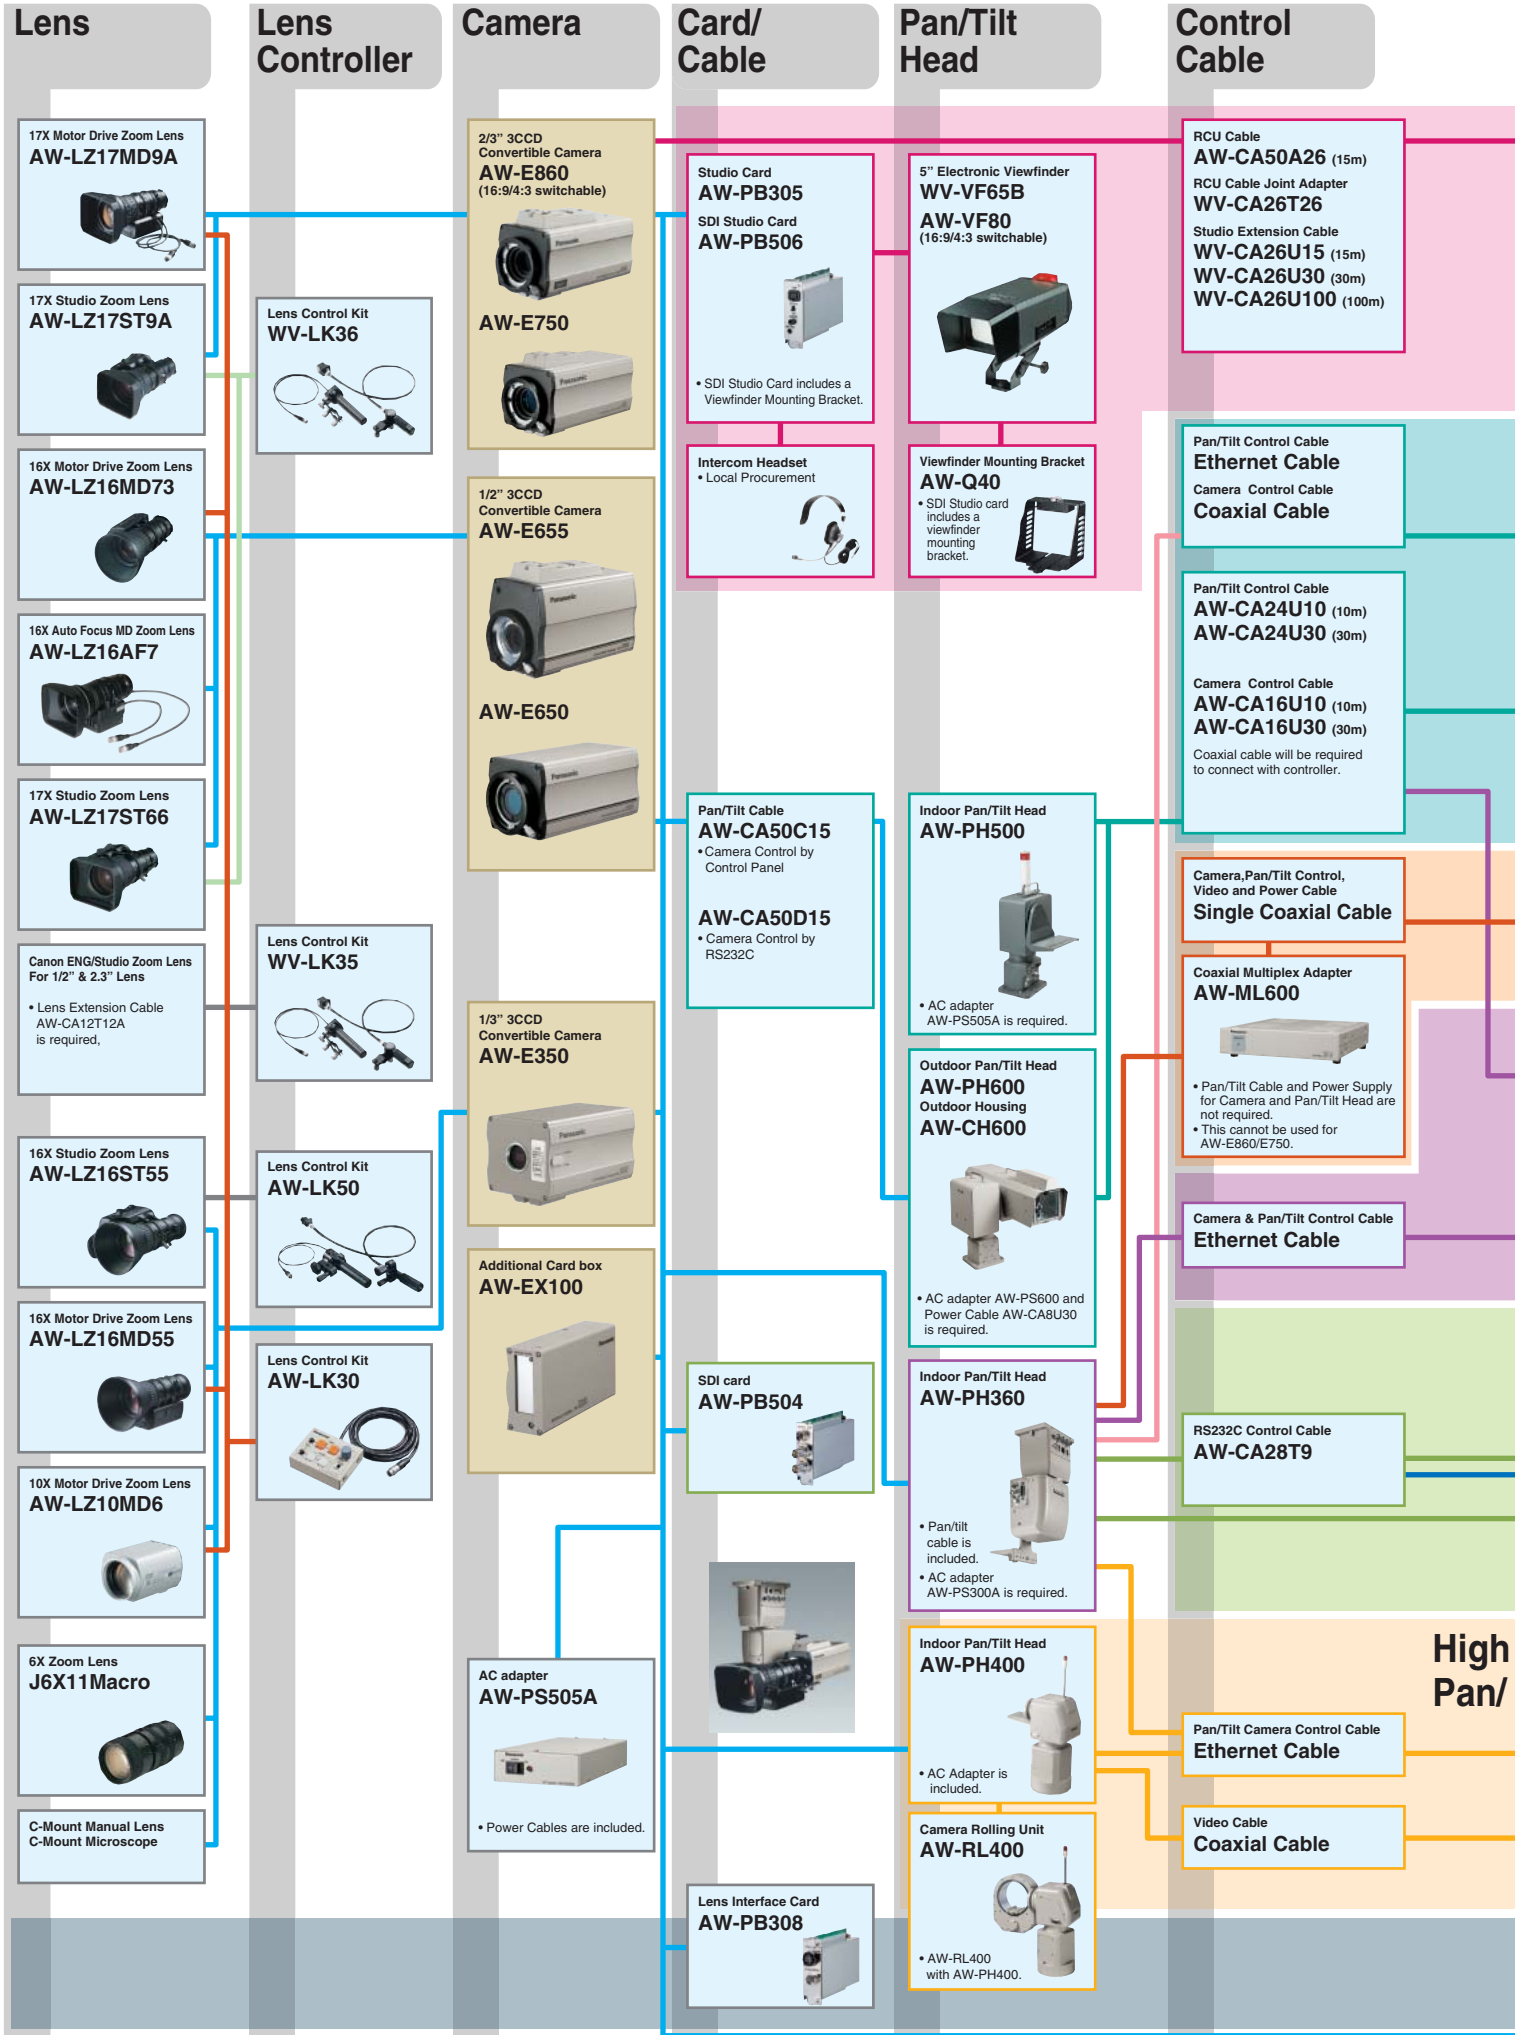 Lens
Lens
Controller
Camera
Card/
Cable
Pan/Tilt
Head
Control
Cable
17X Motor Drive Zoom Lens
AW-LZ17MD9A
17X Studio Zoom Lens
AW-LZ17ST9A
16X Motor Drive Zoom Lens
AW-LZ16MD73
16X Auto Focus MD Zoom Lens
AW-LZ16AF7
17X Studio Zoom Lens
AW-LZ17ST66
Canon ENG/Studio Zoom Lens
For 1/2” & 2.3” Lens
• Lens Extension Cable
AW-CA12T12A
is required,
16X Studio Zoom Lens
AW-LZ16ST55
16X Motor Drive Zoom Lens
AW-LZ16MD55
10X Motor Drive Zoom Lens
AW-LZ10MD6
6X Zoom Lens
J6X11Macro
C-Mount Manual Lens
C-Mount Microscope
Lens Control Kit
WV-LK36
Lens Control Kit
WV-LK35
Lens Control Kit
AW-LK50
Lens Control Kit
AW-LK30
2/3” 3CCD
Convertible Camera
AW-E860
(16:9/4:3 switchable)
Panasonic
AW-E750
Panasonic
1/2” 3CCD
Convertible Camera
AW-E655
Panasonic
AW-E650
Panasonic
1/3” 3CCD
Convertible Camera
AW-E350
Panasonic
Additional Card box
AW-EX100
AC adapter
AW-PS505A
• Power Cables are included.
Studio Card
AW-PB305
SDI Studio Card
AW-PB506
• SDI Studio Card includes a
Viewfinder Mounting Bracket.
Intercom Headset
• Local Procurement
Pan/Tilt Cable
AW-CA50C15
• Camera Control by
Control Panel
AW-CA50D15
• Camera Control by
RS232C
SDI card
AW-PB504
Lens Interface Card
AW-PB308
5” Electronic Viewfinder
WV-VF65B
AW-VF80
(16:9/4:3 switchable)
Viewfinder Mounting Bracket
AW-Q40
• SDI Studio card
includes a
viewfinder
mounting
bracket.
Indoor Pan/Tilt Head
AW-PH500
• AC adapter
AW-PS505A is required.
Outdoor Pan/Tilt Head
AW-PH600
Outdoor Housing
AW-CH600
• AC adapter AW-PS600 and
Power Cable AW-CA8U30
is required.
Indoor Pan/Tilt Head
AW-PH360
• Pan/tilt
cable is
included.
• AC adapter
AW-PS300A is required.
Indoor Pan/Tilt Head
AW-PH400
• AC Adapter is
included.
Camera Rolling Unit
AW-RL400
• AW-RL400
with AW-PH400.
RCU Cable
AW-CA50A26 (15m)
RCU Cable Joint Adapter
WV-CA26T26
Studio Extension Cable
WV-CA26U15 (15m)
WV-CA26U30 (30m)
WV-CA26U100 (100m)
Pan/Tilt Control Cable
Ethernet Cable
Camera Control Cable
Coaxial Cable
Pan/Tilt Control Cable
AW-CA24U10 (10m)
AW-CA24U30 (30m)
Camera Control Cable
AW-CA16U10 (10m)
AW-CA16U30 (30m)
Coaxial cable will be required
to connect with controller.
Camera,Pan/Tilt Control,
Video and Power Cable
Single Coaxial Cable
Coaxial Multiplex Adapter
AW-ML600
• Pan/Tilt Cable and Power Supply
for Camera and Pan/Tilt Head are
not required.
• This cannot be used for
AW-E860/E750.
Camera & Pan/Tilt Control Cable
Ethernet Cable
RS232C Control Cable
AW-CA28T9
High
Pan/
Pan/Tilt Camera Control Cable
Ethernet Cable
Video Cable
Coaxial Cable